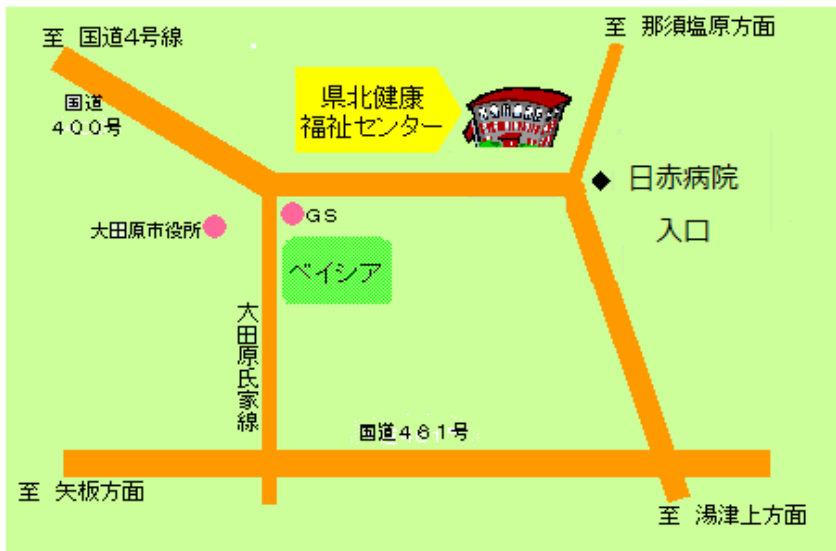 至 国道4号線
至 那須塩原方面
国道
４００号
県北健康
福祉センター
日赤病院
入口
大田原市役所
ＧＳ
ベイシア
大田原氏家線
国道４６１号
至 矢板方面
至 湯津上方面